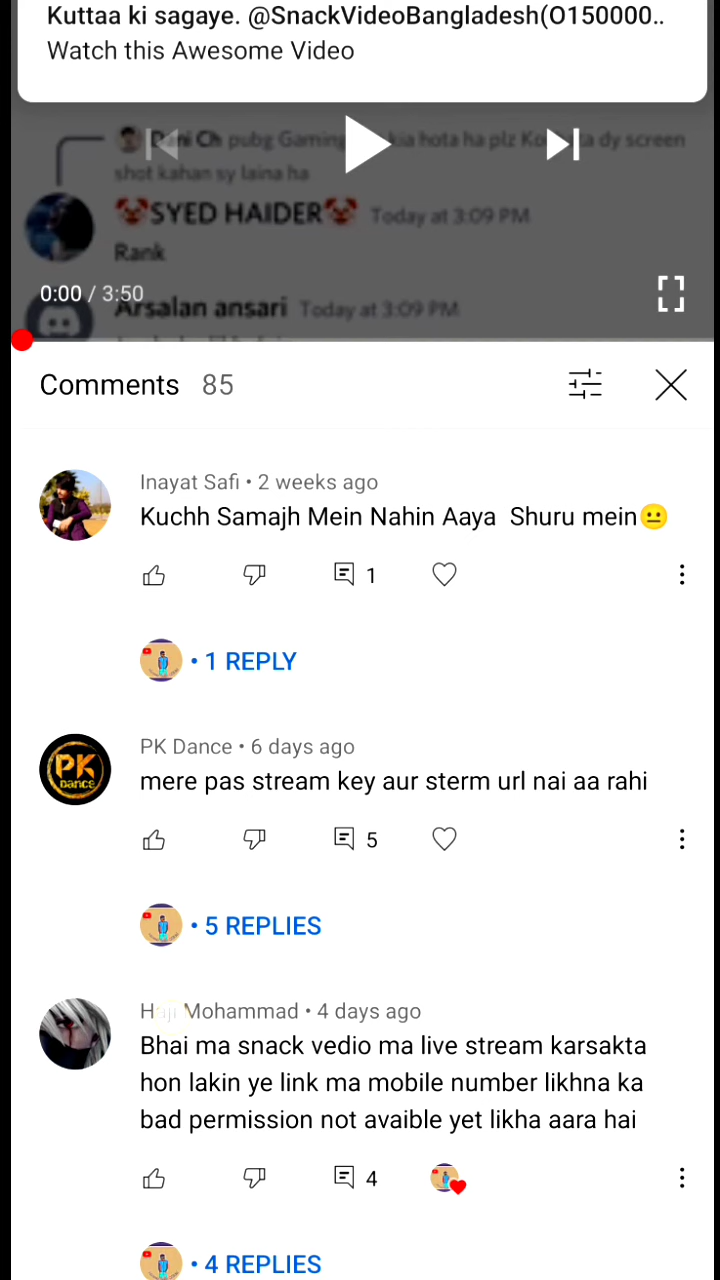 Kuttaa ki sagaye. @SnackVideoBangladesh(O150000..
Watch this Awesome Video
Ch pubg Gaming kia hota ha plz Ko dy screen
shot kahan sy laina ha
🤡SYED HAIDER🤡 Today at 3:09 PM
Rank
0:00 / 3:50
Arsalan ansari Today at 3:09 PM
Comments 85
Inayat Safi • 2 weeks ago
Kuchh Samajh Mein Nahin Aaya Shuru mein😐
1
• 1 REPLY
PK Dance
PK Dance • 6 days ago
mere pas stream key aur sterm url nai aa rahi
5
• 5 REPLIES
Haji Mohammad • 4 days ago
Bhai ma snack vedio ma live stream karsakta
hon lakin ye link ma mobile number likhna ka
bad permission not avaible yet likha aara hai
4
• 4 REPLIES